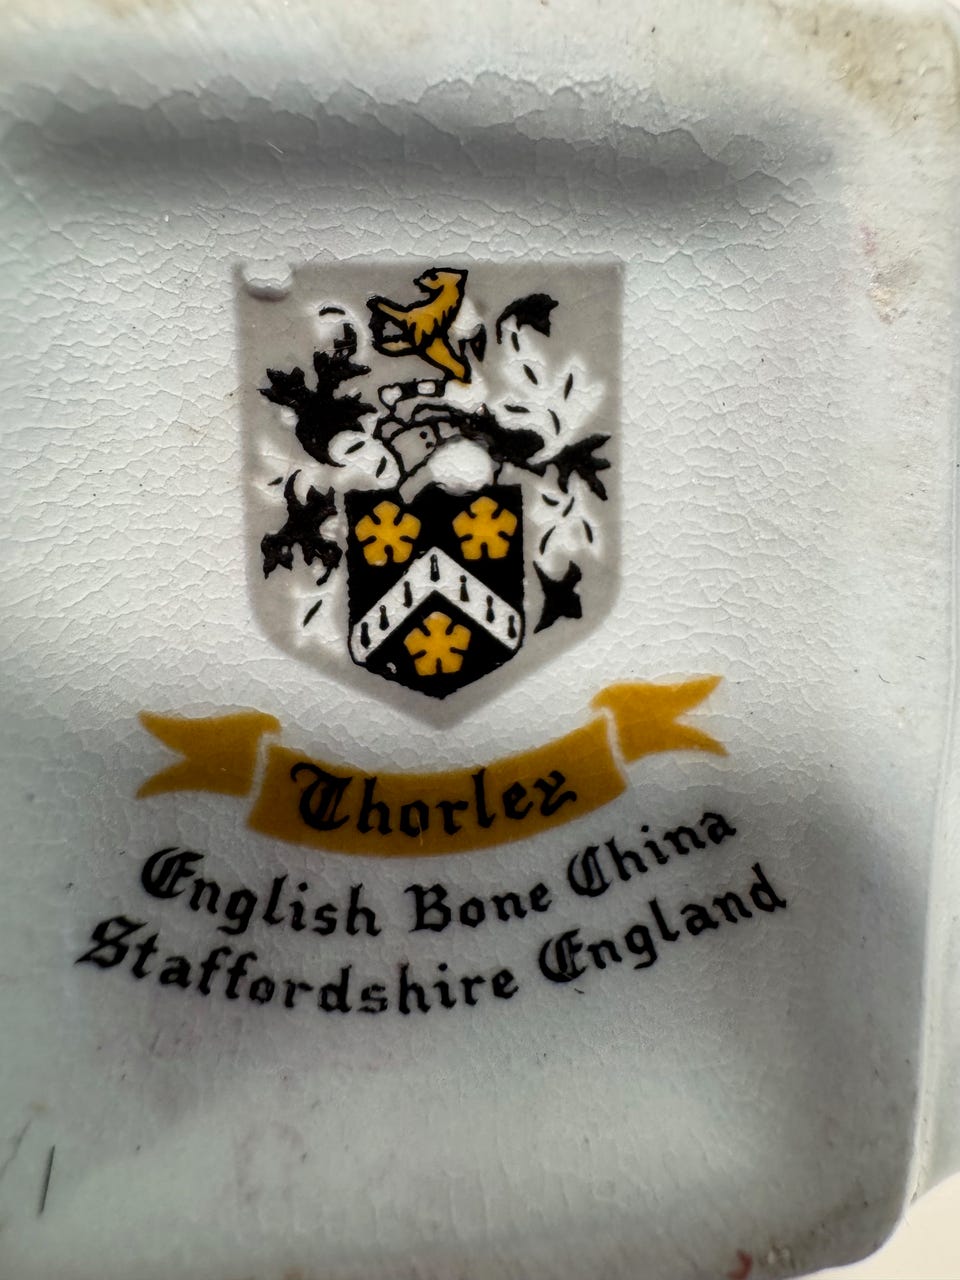 Thorley
English Bone China
Staffordshire England